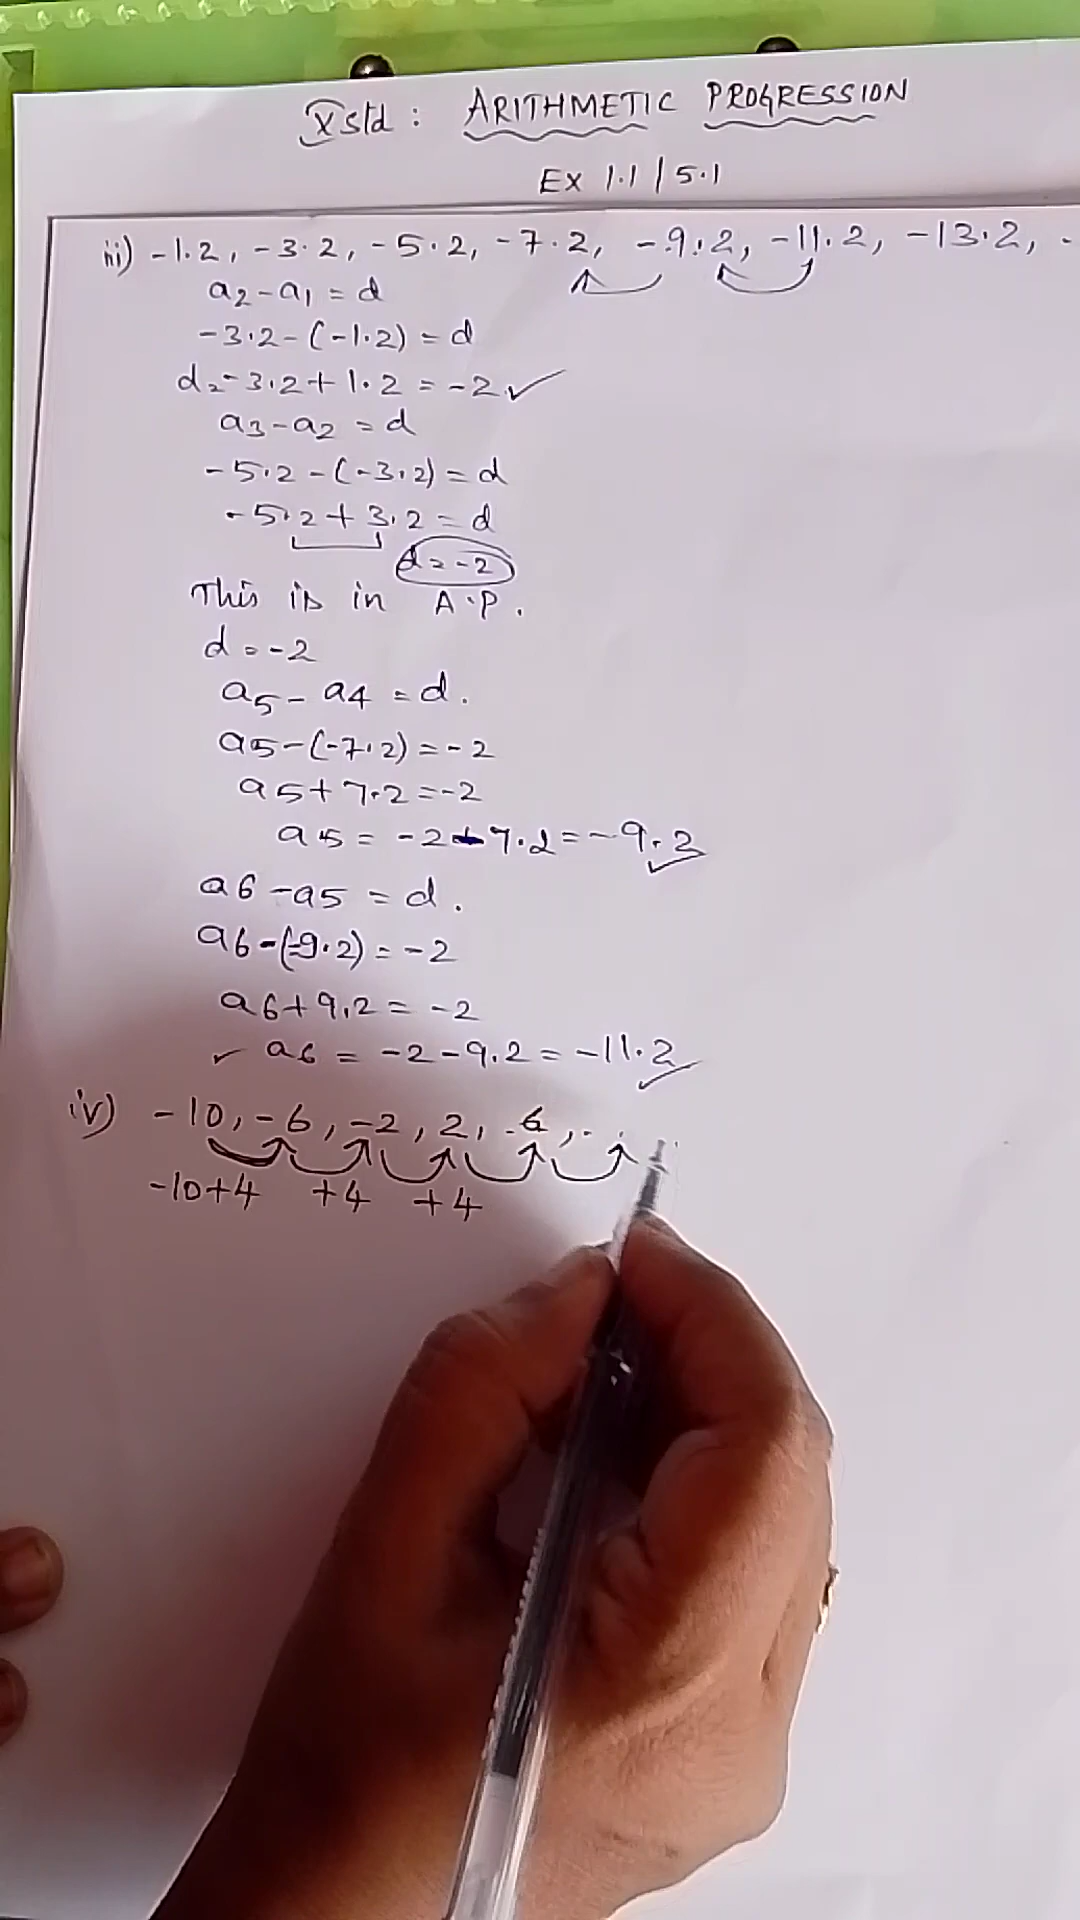 X std : ARITHMETIC PROGRESSION
Ex 1.1 / 5.1
iii) -1.2, -3.2, -5.2, -7.2, -9.2, -11.2, -13.2, .
a2 - a1 = d
-3.2 - (-1.2) = d
d = -3.2 + 1.2 = -2 ✓
a3 - a2 = d
-5.2 - (-3.2) = d
-5.2 + 3.2 = d
d = -2
This is in A.P.
d = -2
a5 - a4 = d.
a5 - (-7.2) = -2
a5 + 7.2 = -2
a5 = -2 - 7.2 = -9.2
a6 - a5 = d.
a6 - (-9.2) = -2
a6 + 9.2 = -2
✓ a6 = -2 - 9.2 = -11.2
iv) -10, -6, -2, 2, 6, . .
-10+4 +4 +4